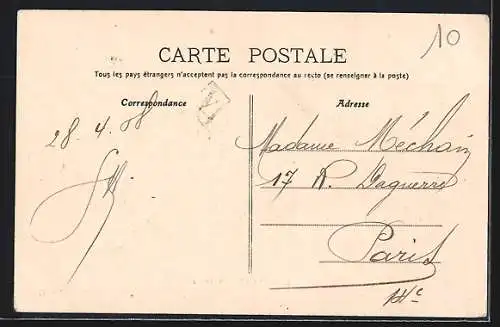 10
CARTE POSTALE
Tous les pays étrangers n'acceptent pas la correspondance au recto (se renseigner à la poste)
Correspondance
Adresse
28. 4. 08
Madame Méchain
17 R. Daguerre
Paris